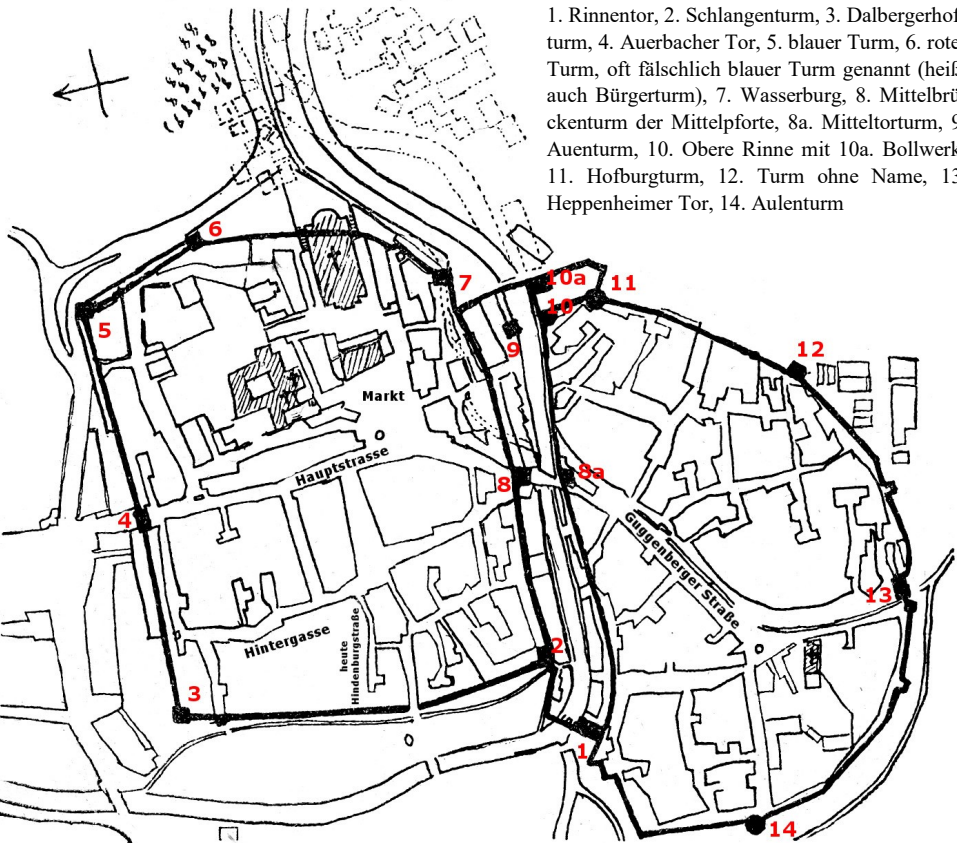 1. Rinnentor, 2. Schlangenturm, 3. Dalbergerhof
turm, 4. Auerbacher Tor, 5. blauer Turm, 6. rote
Turm, oft fälschlich blauer Turm genannt (heiß
auch Bürgerturm), 7. Wasserburg, 8. Mittelbrü
ckenturm der Mittelpforte, 8a. Mitteltorturm, 9
Auenturm, 10. Obere Rinne mit 10a. Bollwerk
11. Hofburgturm, 12. Turm ohne Name, 13
Heppenheimer Tor, 14. Aulenturm
6
7
10a
11
5
10
9
12
Markt
Hauptstrasse
8
8a
4
Guggenberger Straße
13
Hintergasse
heute
Hindenburgstraße
2
3
1
14